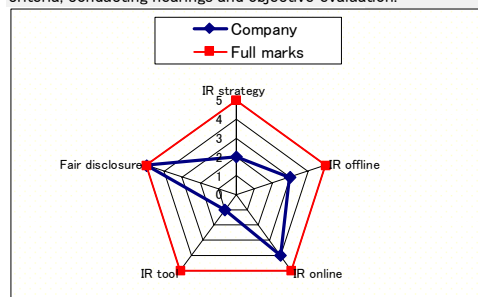 criteria, conducting hearings and objective evaluation.
Company
Full marks
IR strategy
5
4
3
2
1
0
Fair disclosure
IR offline
IR tool
IR online